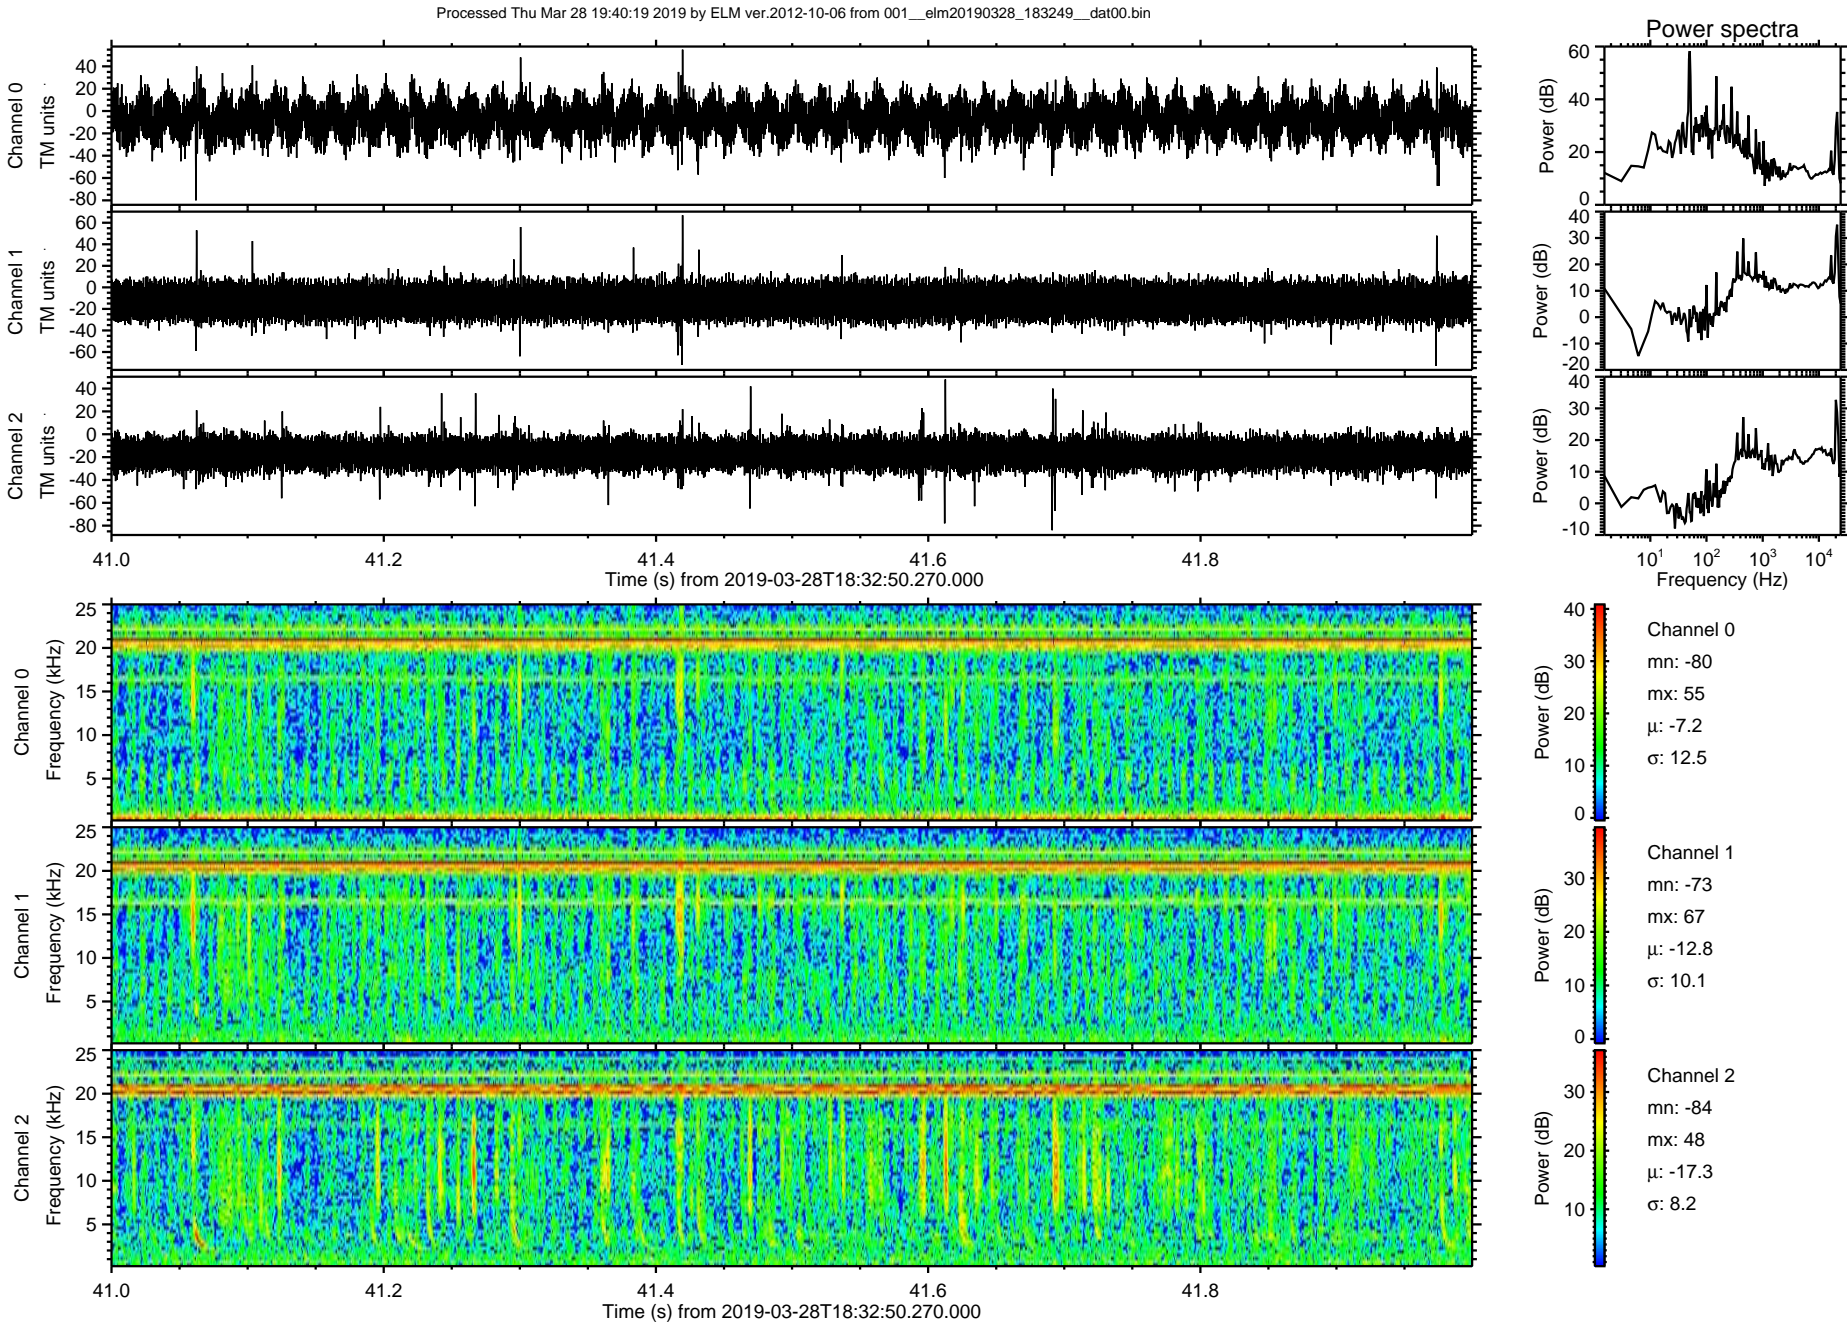 Processed Thu Mar 28 19:40:19 2019 by ELM ver.2012-10-06 from 001__elm20190328_183249__dat00.bin
Power spectra
Channel 0
TM units
40
20
0
-20
-40
-60
-80
Power (dB)
60
40
20
0
Channel 1
TM units
60
40
20
0
-20
-40
-60
Power (dB)
40
30
20
10
0
-10
-20
Channel 2
TM units
40
20
0
-20
-40
-60
-80
Power (dB)
40
30
20
10
0
-10
41.0 41.2 41.4 41.6 41.8
Time (s) from 2019-03-28T18:32:50.270.000
10^1 10^2 10^3 10^4
Frequency (Hz)
Channel 0
Frequency (kHz)
25
20
15
10
5
Power (dB)
40
30
20
10
0
Channel 0
mn: -80
mx: 55
μ: -7.2
σ: 12.5
Channel 1
Frequency (kHz)
25
20
15
10
5
Power (dB)
30
20
10
0
Channel 1
mn: -73
mx: 67
μ: -12.8
σ: 10.1
Channel 2
Frequency (kHz)
25
20
15
10
5
Power (dB)
30
20
10
Channel 2
mn: -84
mx: 48
μ: -17.3
σ: 8.2
41.0 41.2 41.4 41.6 41.8
Time (s) from 2019-03-28T18:32:50.270.000